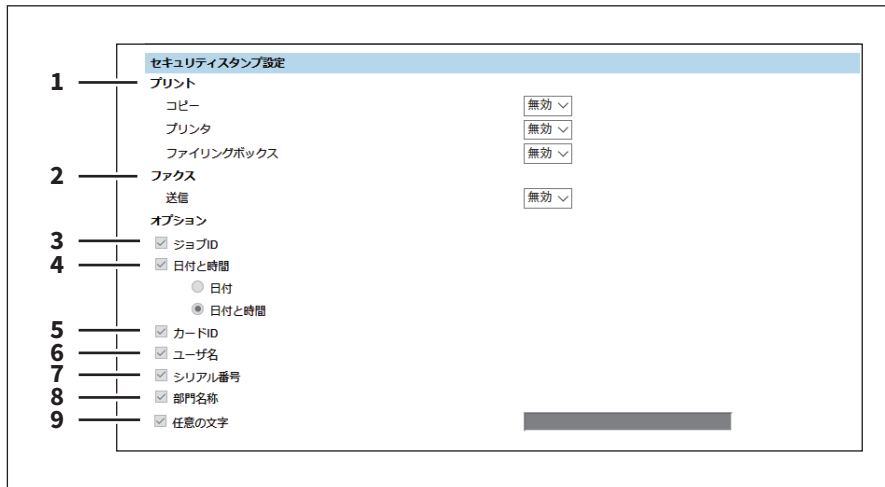 セキュリティスタンプ設定
1 プリント
コピー 無効
プリンタ 無効
ファイリングボックス 無効
2 ファクス
送信 無効
オプション
3 ジョブID
4 日付と時間
日付
日付と時間
5 カードID
6 ユーザ名
7 シリアル番号
8 部門名称
9 任意の文字